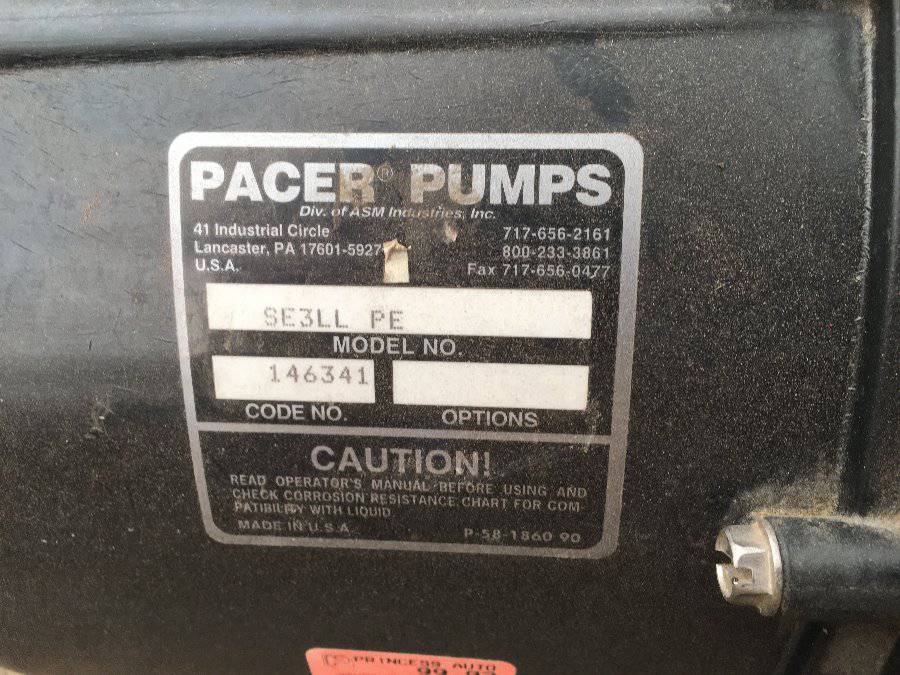 PACER® PUMPS
Div. of ASM Industries, Inc.
41 Industrial Circle 717-656-2161
Lancaster, PA 17601-5927 800-233-3861
U.S.A. Fax 717-656-0477
SE3LL PE
MODEL NO.
146341
CODE NO. OPTIONS
CAUTION!
READ OPERATOR'S MANUAL BEFORE USING AND
CHECK CORROSION RESISTANCE CHART FOR COM-
PATIBILITY WITH LIQUID
MADE IN U.S.A. P-58-1860 90
PRINCESS AUTO